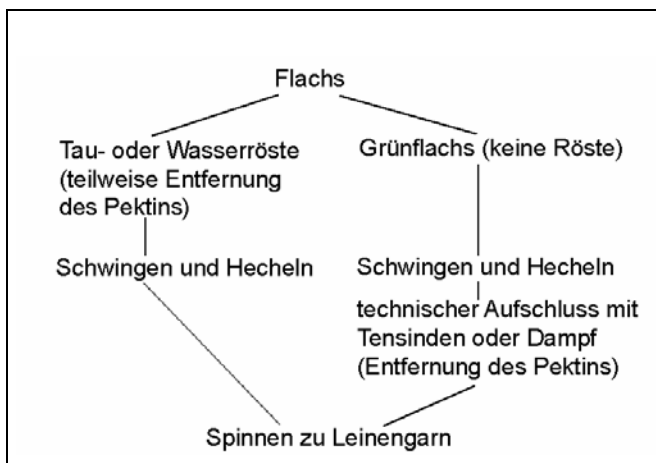 Flachs
Tau- oder Wasserröste
(teilweise Entfernung
des Pektins)
Grünflachs (keine Röste)
Schwingen und Hecheln
Schwingen und Hecheln
technischer Aufschluss mit
Tensinden oder Dampf
(Entfernung des Pektins)
Spinnen zu Leinengarn